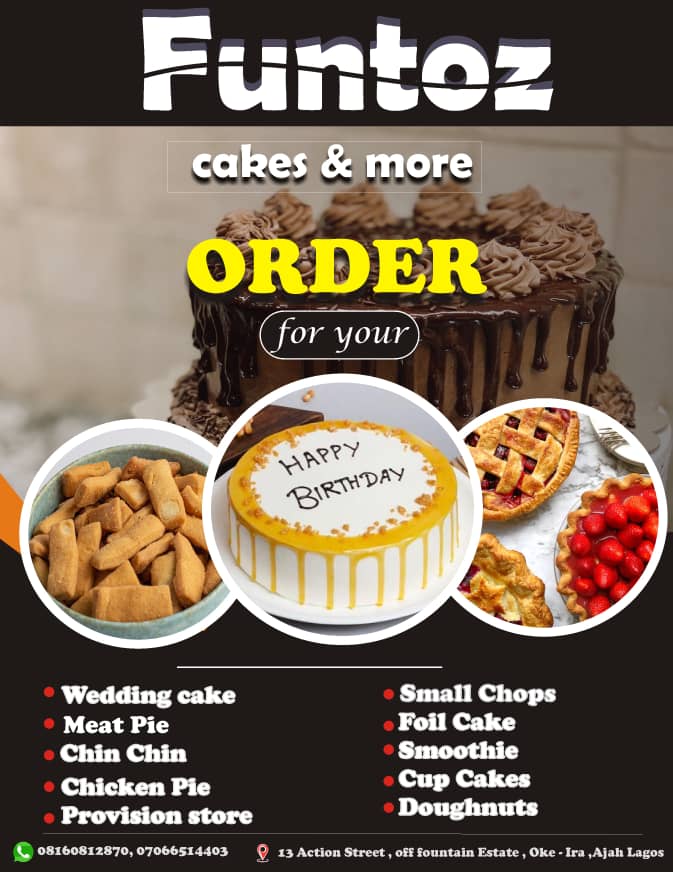 Funtoz
cakes & more
ORDER
for your
HAPPY
BIRTHDAY
Wedding cake
Meat Pie
Chin Chin
Chicken Pie
Provision store
Small Chops
Foil Cake
Smoothie
Cup Cakes
Doughnuts
08160812870, 07066514403
13 Action Street , off fountain Estate , Oke - Ira ,Ajah Lagos